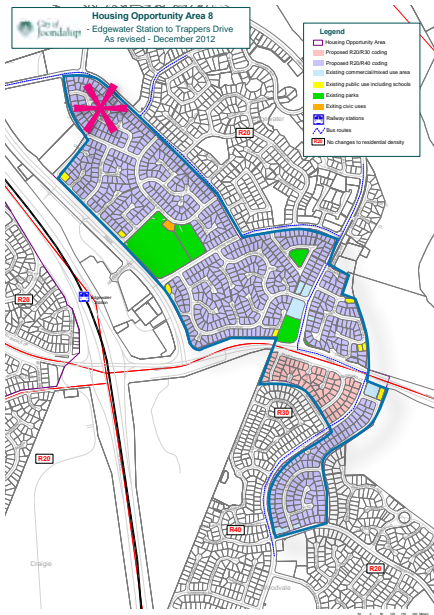 City of
Joondalup
Housing Opportunity Area 8
- Edgewater Station to Trappers Drive
As revised - December 2012
Legend
Housing Opportunity Area
Proposed R20/R30 coding
Proposed R20/R40 coding
Existing commercial/mixed use area
Existing public use including schools
Existing parks
Exiting civic uses
Railway stations
Bus routes
R20 No changes to residential density
R20
Edgewater
Station
R20
R30
R20
R40
Craigie
R20